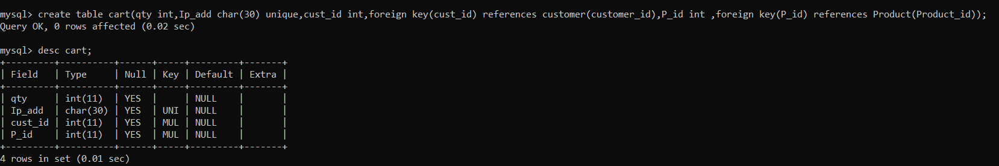 mysql> create table cart(qty int,Ip_add char(30) unique,cust_id int,foreign key(cust_id) references customer(customer_id),P_id int ,foreign key(P_id) references Product(Product_id));
Query OK, 0 rows affected (0.02 sec)

mysql> desc cart;
+---------+----------+------+-----+---------+-------+
| Field   | Type     | Null | Key | Default | Extra |
+---------+----------+------+-----+---------+-------+
| qty     | int(11)  | YES  |     | NULL    |       |
| Ip_add  | char(30) | YES  | UNI | NULL    |       |
| cust_id | int(11)  | YES  | MUL | NULL    |       |
| P_id    | int(11)  | YES  | MUL | NULL    |       |
+---------+----------+------+-----+---------+-------+
4 rows in set (0.01 sec)